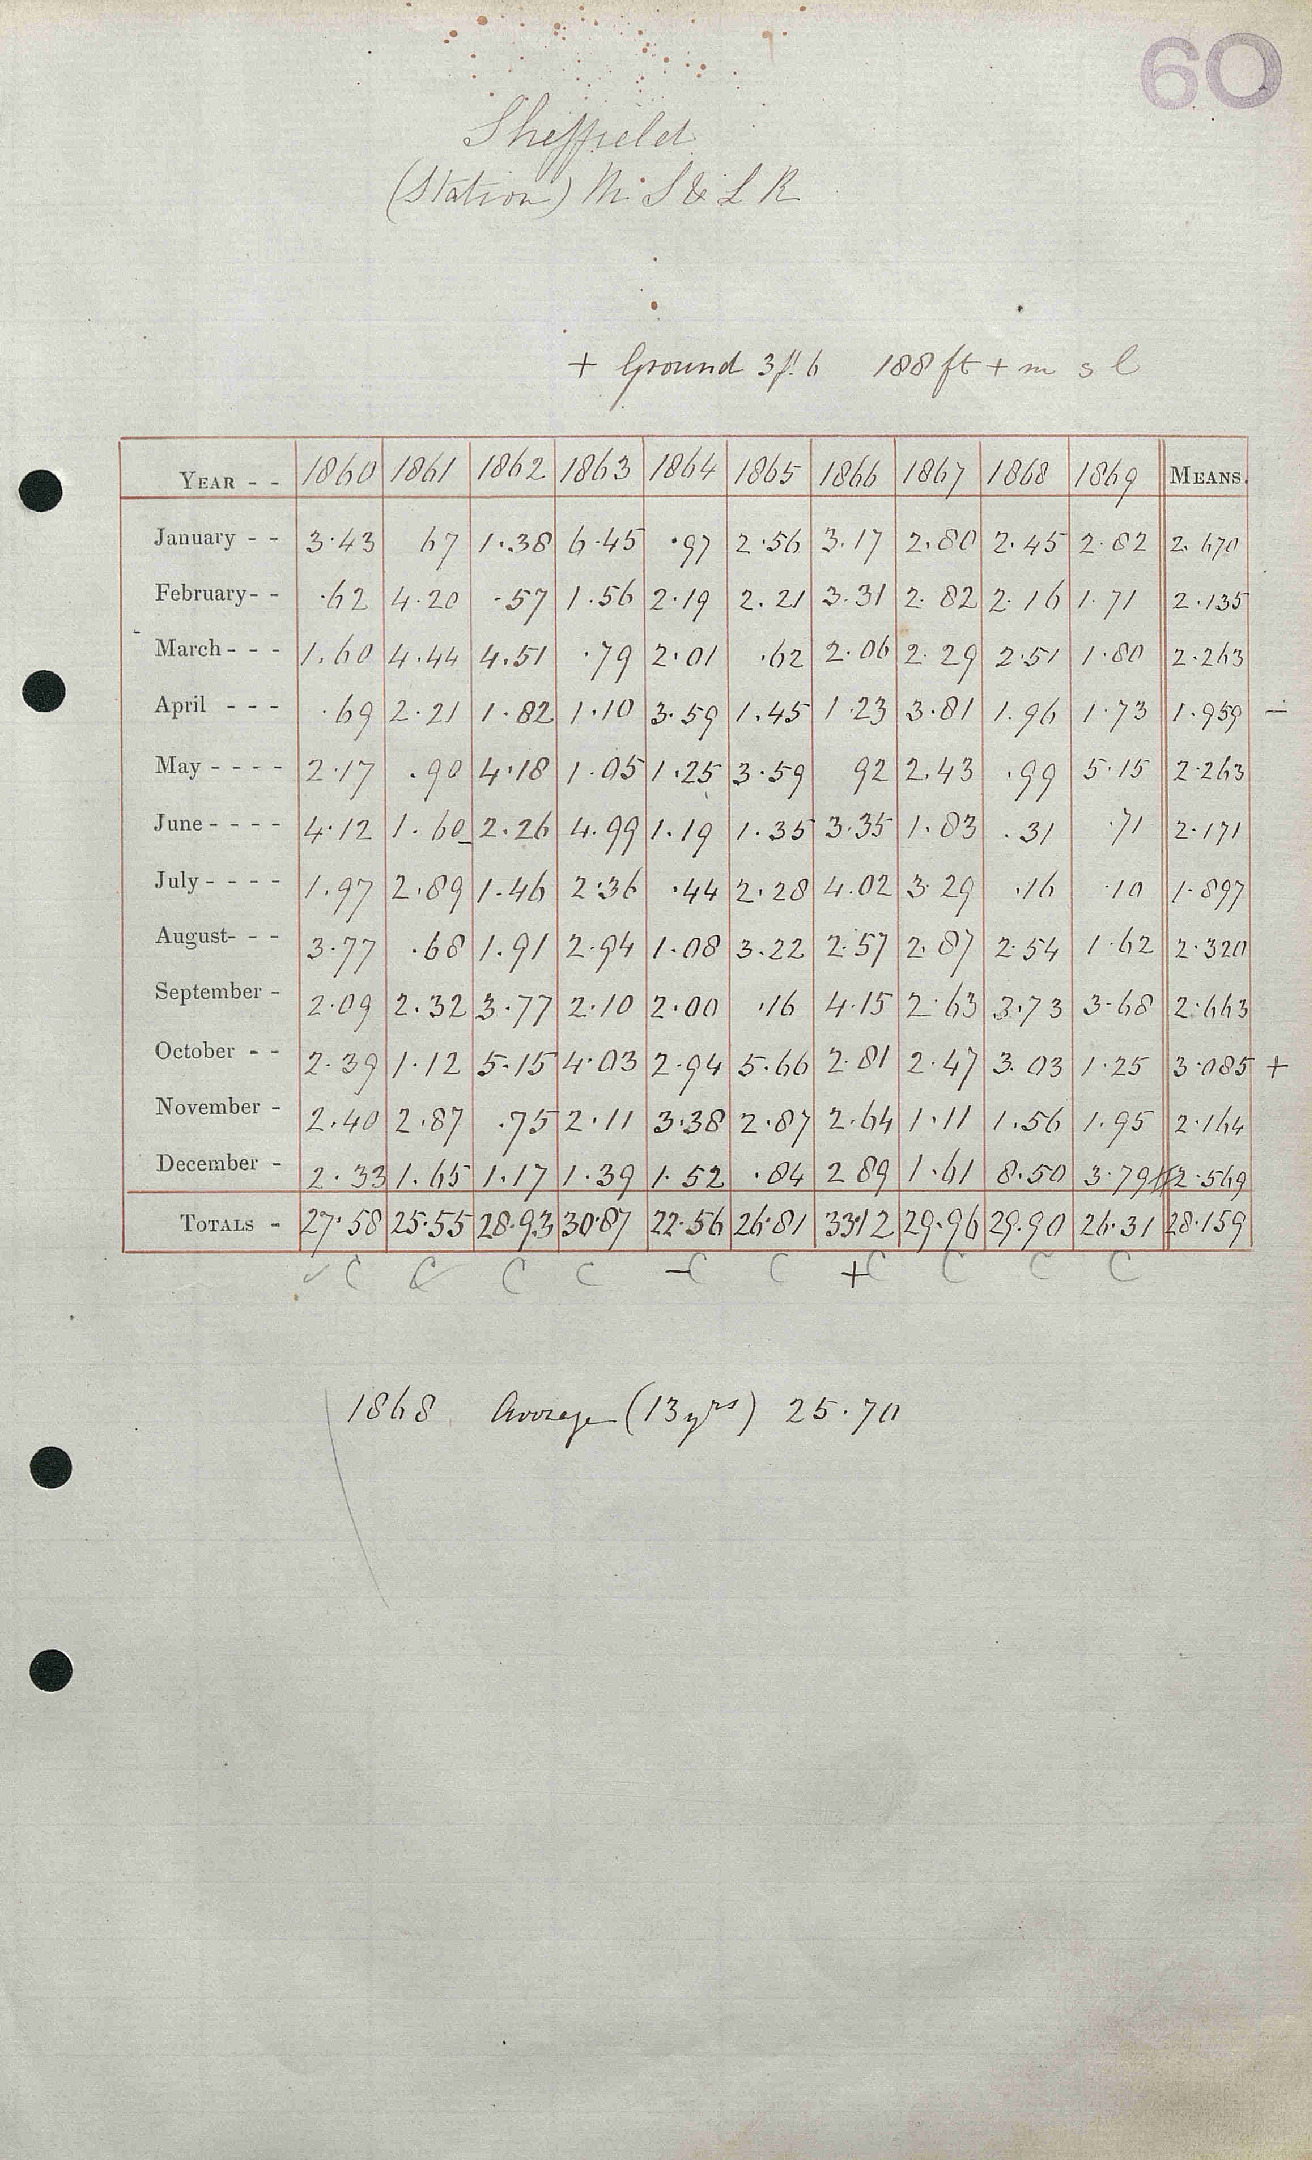 60
Sheffield
(Station) M. S & L R
+ Ground 3ft 6 188 ft + m s l
YEAR - - 1860 1861 1862 1863 1864 1865 1866 1867 1868 1869 MEANS.
January - - 3.43 67 1.38 6.45 .97 2.56 3.17 2.80 2.45 2.82 2.670
February- - .62 4.20 .57 1.56 2.19 2.21 3.31 2.82 2.16 1.71 2.135
March - - - 1.60 4.44 4.51 .79 2.01 .62 2.06 2.29 2.51 1.80 2.263
April - - - .69 2.21 1.82 1.10 3.59 1.45 1.23 3.81 1.96 1.73 1.959 —
May - - - - 2.17 .90 4.18 1.05 1.25 3.59 92 2.43 .99 5.15 2.263
June - - - - 4.12 1.60 2.26 4.99 1.19 1.35 3.35 1.83 .31 .71 2.171
July - - - - 1.97 2.89 1.46 2.36 .44 2.28 4.02 3.29 .16 .10 1.897
August- - - 3.77 .68 1.91 2.94 1.08 3.22 2.57 2.87 2.54 1.62 2.320
September - 2.09 2.32 3.77 2.10 2.00 .16 4.15 2.63 3.73 3.68 2.663
October - - 2.39 1.12 5.15 4.03 2.94 5.66 2.81 2.47 3.03 1.25 3.085 +
November - 2.40 2.87 .75 2.11 3.38 2.87 2.64 1.11 1.56 1.95 2.164
December - 2.33 1.65 1.17 1.39 1.52 .84 2 89 1.61 8.50 3.79 2.569
TOTALS - 27.58 25.55 28.93 30.87 22.56 26.81 33.12 29.96 29.90 26.31 28.159
C C C C — C C + C C C C
1868 Average (13 yrs) 25.70